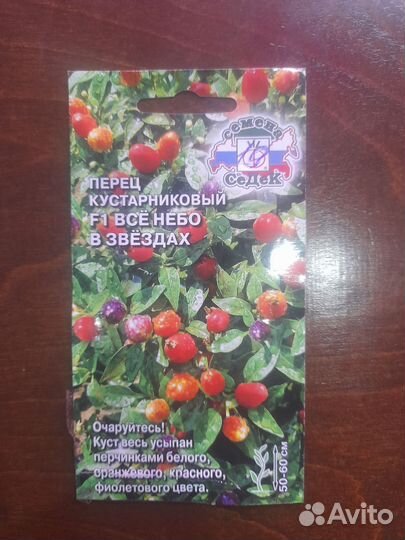 Семена
СеДеК
ПЕРЕЦ
КУСТАРНИКОВЫЙ
F1 ВСЁ НЕБО
В ЗВЁЗДАХ
Очаруйтесь!
Куст весь усыпан
перчинками белого,
оранжевого, красного,
фиолетового цвета.
50-60 см
Avito